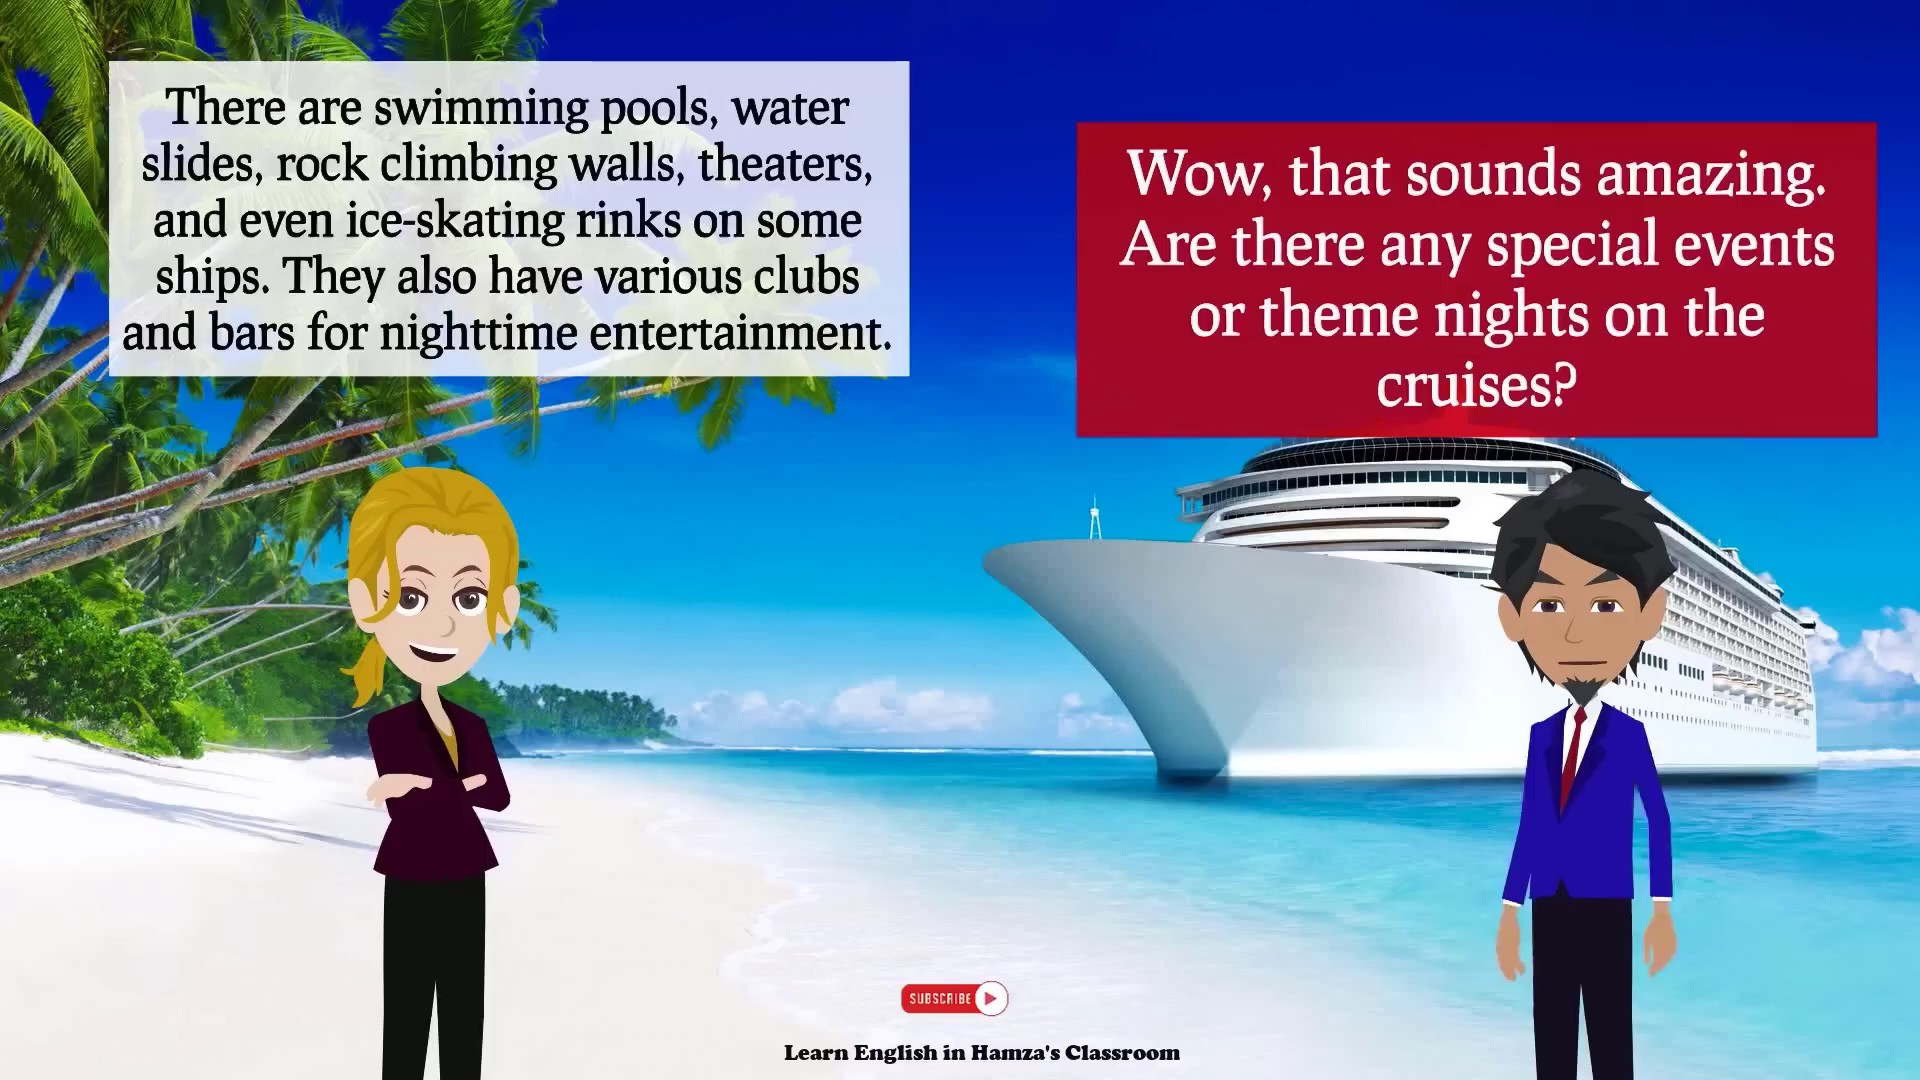 There are swimming pools, water
slides, rock climbing walls, theaters,
and even ice-skating rinks on some
ships. They also have various clubs
and bars for nighttime entertainment.
Wow, that sounds amazing.
Are there any special events
or theme nights on the
cruises?
SUBSCRIBE
Learn English in Hamza's Classroom